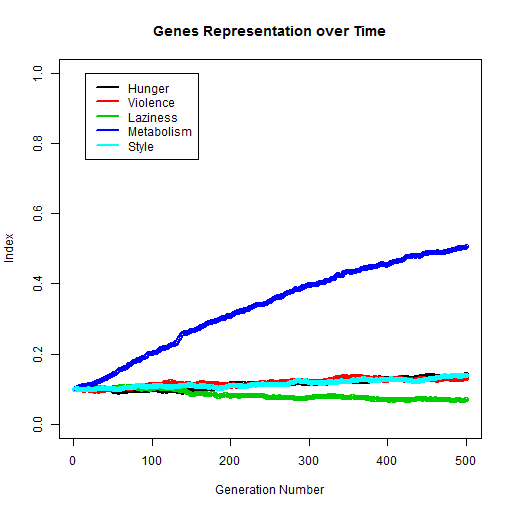 Genes Representation over Time
1.0
0.8
0.6
0.4
0.2
0.0
Index
Hunger
Violence
Laziness
Metabolism
Style
0
100
200
300
400
500
Generation Number